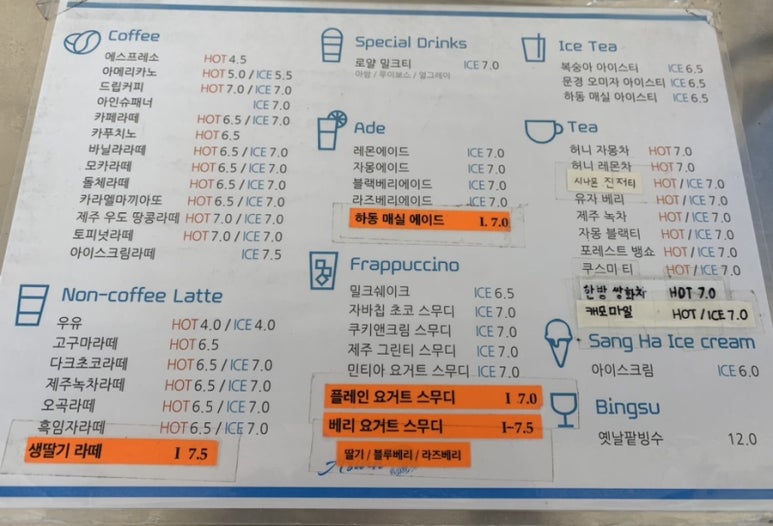 Coffee
에스프레소 HOT 4.5
아메리카노 HOT 5.0 / ICE 5.5
드립커피 HOT 7.0 / ICE 7.0
아인슈패너 ICE 7.0
카페라떼 HOT 6.5 / ICE 7.0
카푸치노 HOT 6.5
바닐라라떼 HOT 6.5 / ICE 7.0
모카라떼 HOT 6.5 / ICE 7.0
돌체라떼 HOT 6.5 / ICE 7.0
카라멜마끼아또 HOT 6.5 / ICE 7.0
제주 우도 땅콩라떼 HOT 7.0 / ICE 7.0
토피넛라떼 HOT 7.0 / ICE 7.0
아이스크림라떼 ICE 7.5
Non-coffee Latte
우유 HOT 4.0 / ICE 4.0
고구마라떼 HOT 6.5
다크초코라떼 HOT 6.5 / ICE 7.0
제주녹차라떼 HOT 6.5 / ICE 7.0
오곡라떼 HOT 6.5 / ICE 7.0
흑임자라떼 HOT 6.5 / ICE 7.0
생딸기 라떼 I 7.5
Special Drinks
로얄 밀크티 ICE 7.0
아쌈 / 루이보스 / 얼그레이
Ade
레몬에이드 ICE 7.0
자몽에이드 ICE 7.0
블랙베리에이드 ICE 7.0
라즈베리에이드 ICE 7.0
하동 매실 에이드 I. 7.0
Frappuccino
밀크쉐이크 ICE 6.5
자바칩 초코 스무디 ICE 7.0
쿠키앤크림 스무디 ICE 7.0
제주 그린티 스무디 ICE 7.0
민티아 요거트 스무디 ICE 7.0
플레인 요거트 스무디 I 7.0
베리 요거트 스무디 I~7.5
딸기 / 블루베리 / 라즈베리
Ice Tea
복숭아 아이스티 ICE 6.5
문경 오미자 아이스티 ICE 6.5
하동 매실 아이스티 ICE 6.5
Tea
허니 자몽차 HOT 7.0
허니 레몬차 HOT 7.0
시나몬 진저티 HOT / ICE 7.0
유자 베리 HOT / ICE 7.0
제주 녹차 HOT / ICE 7.0
자몽 블랙티 HOT / ICE 7.0
포레스트 뱅쇼 HOT / ICE 7.0
쿠스미 티 HOT / ICE 7.0
한방 쌍화차 HOT 7.0
캐모마일 HOT / ICE 7.0
Sang Ha Ice cream
아이스크림 ICE 6.0
Bingsu
옛날팥빙수 12.0